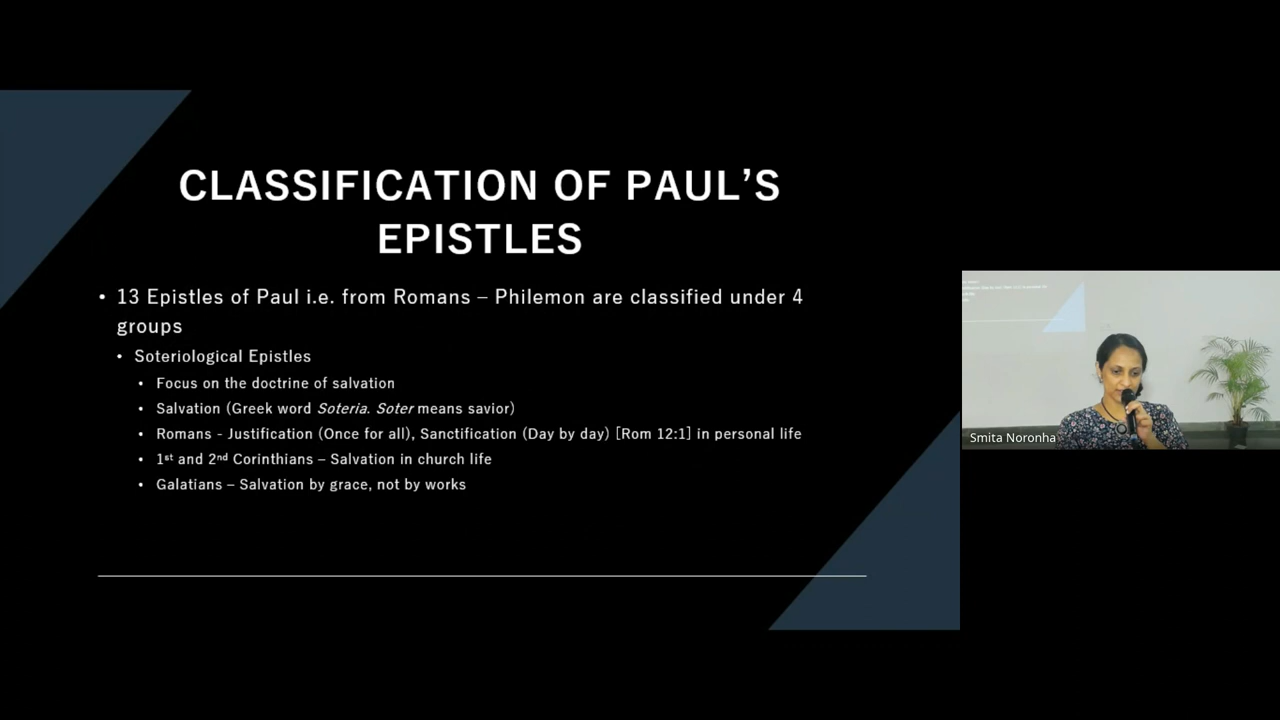 CLASSIFICATION OF PAUL’S
EPISTLES
• 13 Epistles of Paul i.e. from Romans – Philemon are classified under 4
groups
• Soteriological Epistles
• Focus on the doctrine of salvation
• Salvation (Greek word Soteria. Soter means savior)
• Romans - Justification (Once for all), Sanctification (Day by day) [Rom 12:1] in personal life
• 1st and 2nd Corinthians – Salvation in church life
• Galatians – Salvation by grace, not by works
Smita Noronha